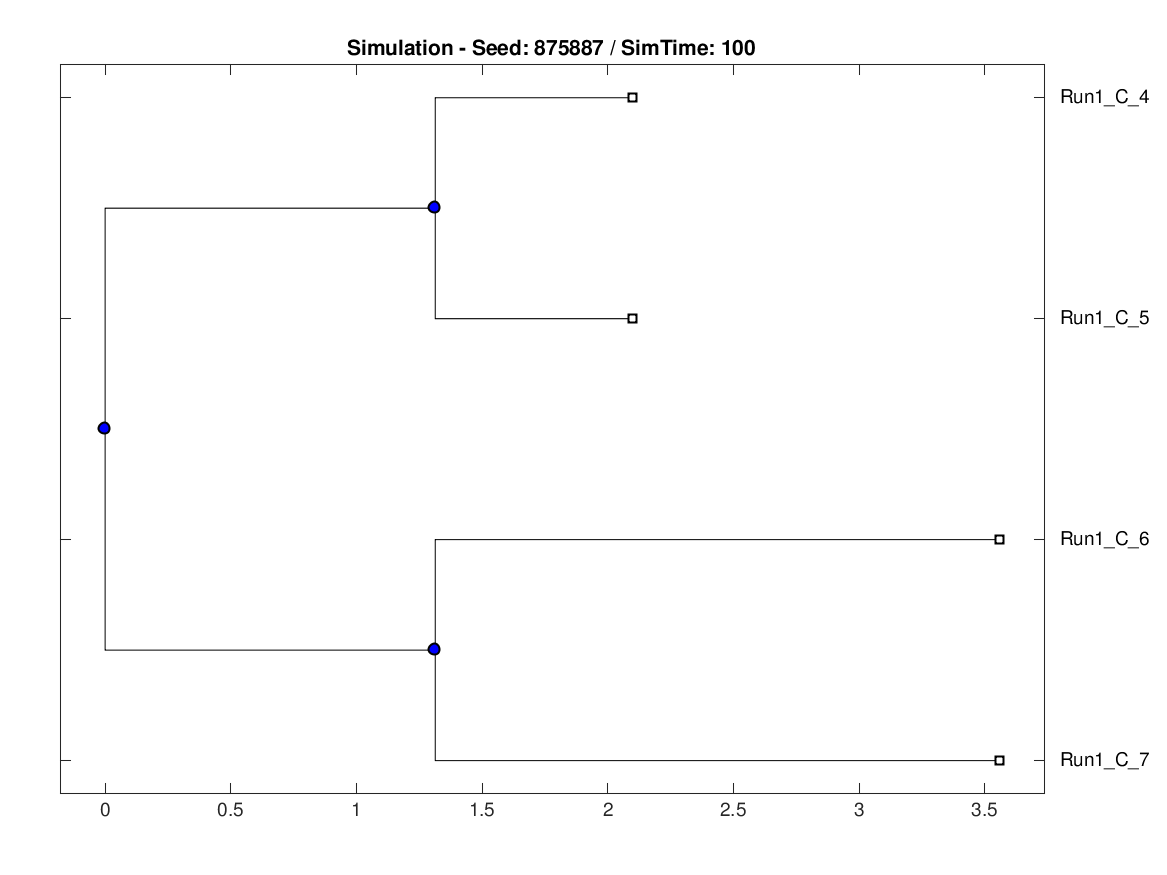 Simulation - Seed: 875887 / SimTime: 100
Run1_C_4
Run1_C_5
Run1_C_6
Run1_C_7
0 0.5 1 1.5 2 2.5 3 3.5